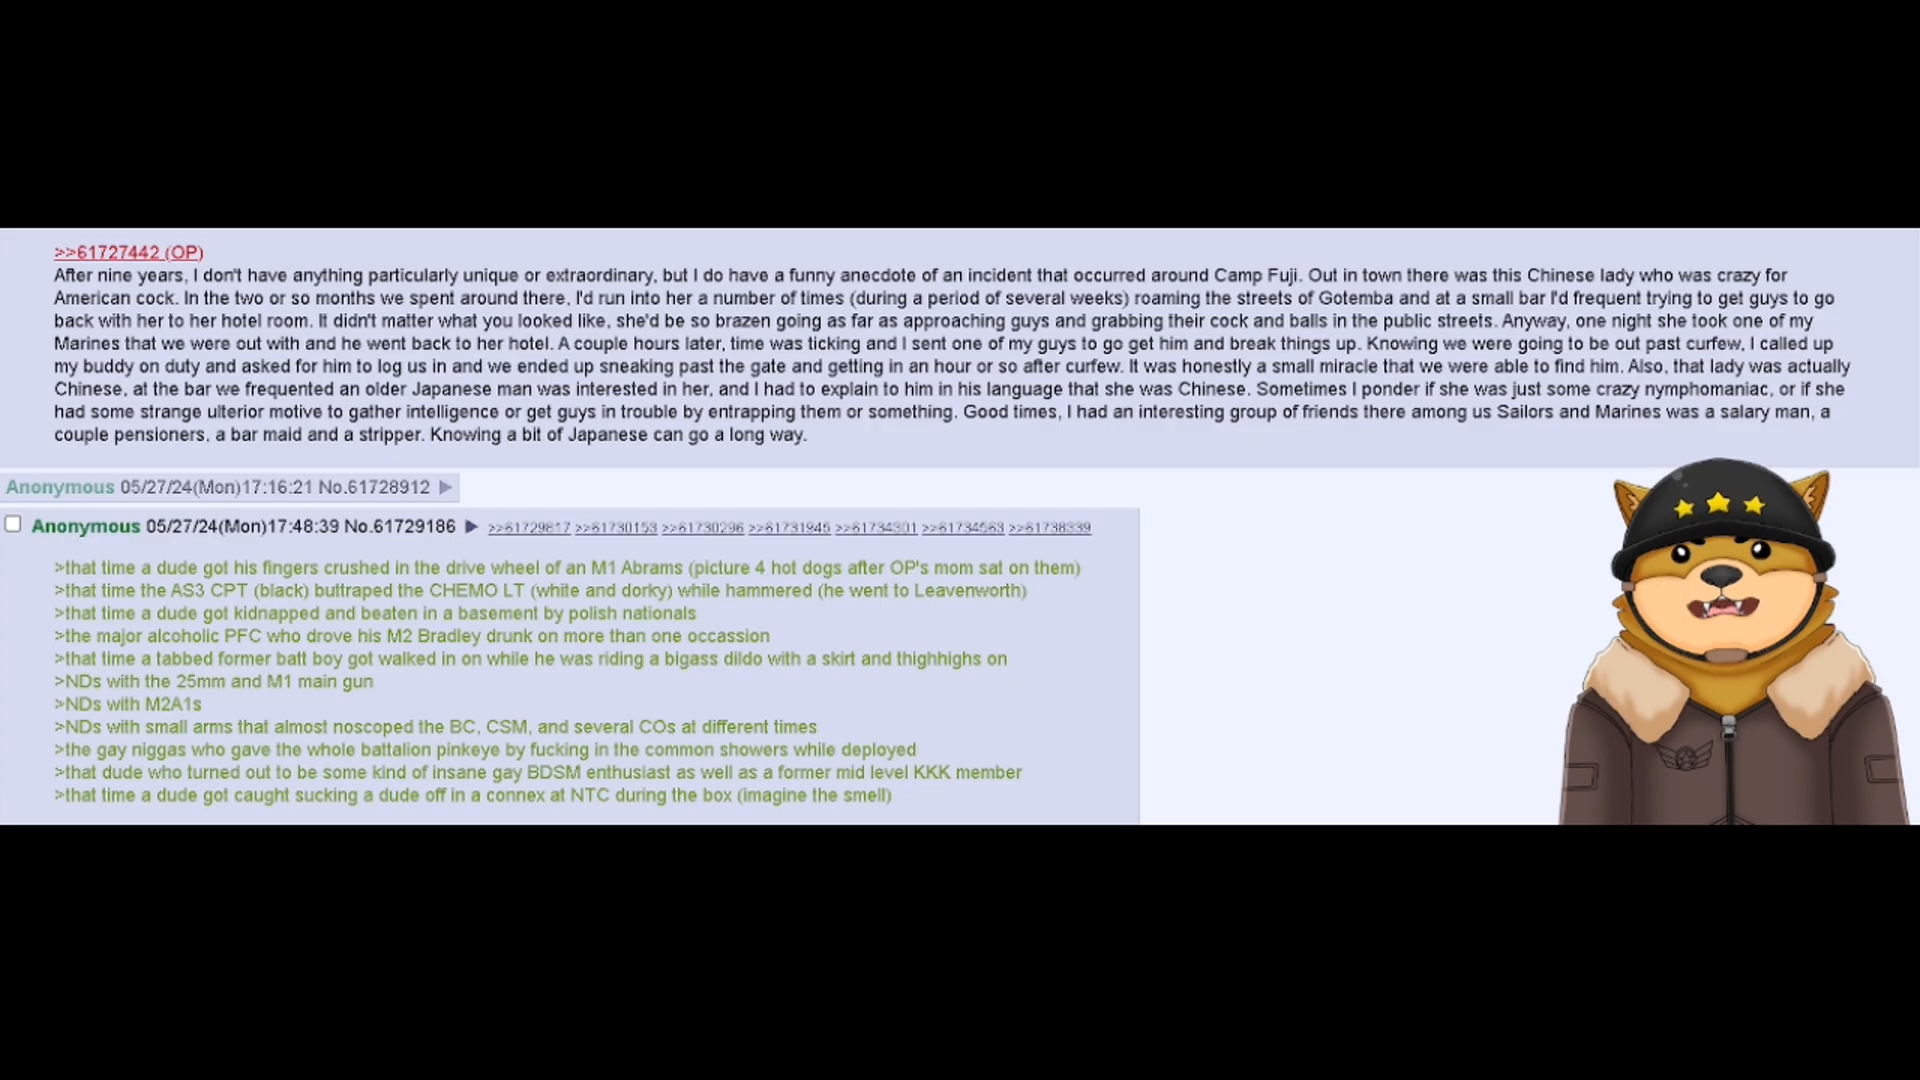 >>61727442 (OP)
After nine years, I don't have anything particularly unique or extraordinary, but I do have a funny anecdote of an incident that occurred around Camp Fuji. Out in town there was this Chinese lady who was crazy for
American cock. In the two or so months we spent around there, I'd run into her a number of times (during a period of several weeks) roaming the streets of Gotemba and at a small bar I'd frequent trying to get guys to go
back with her to her hotel room. It didn't matter what you looked like, she'd be so brazen going as far as approaching guys and grabbing their cock and balls in the public streets. Anyway, one night she took one of my
Marines that we were out with and he went back to her hotel. A couple hours later, time was ticking and I sent one of my guys to go get him and break things up. Knowing we were going to be out past curfew, I called up
my buddy on duty and asked for him to log us in and we ended up sneaking past the gate and getting in an hour or so after curfew. It was honestly a small miracle that we were able to find him. Also, that lady was actually
Chinese, at the bar we frequented an older Japanese man was interested in her, and I had to explain to him in his language that she was Chinese. Sometimes I ponder if she was just some crazy nymphomaniac, or if she
had some strange ulterior motive to gather intelligence or get guys in trouble by entrapping them or something. Good times, I had an interesting group of friends there among us Sailors and Marines was a salary man, a
couple pensioners, a bar maid and a stripper. Knowing a bit of Japanese can go a long way.
Anonymous 05/27/24(Mon)17:16:21 No.61728912 ▶
Anonymous 05/27/24(Mon)17:48:39 No.61729186 ▶ >>61729817 >>61730153 >>61730296 >>61731945 >>61734301 >>61734563 >>61738339
>that time a dude got his fingers crushed in the drive wheel of an M1 Abrams (picture 4 hot dogs after OP's mom sat on them)
>that time the AS3 CPT (black) buttraped the CHEMO LT (white and dorky) while hammered (he went to Leavenworth)
>that time a dude got kidnapped and beaten in a basement by polish nationals
>the major alcoholic PFC who drove his M2 Bradley drunk on more than one occassion
>that time a tabbed former batt boy got walked in on while he was riding a bigass dildo with a skirt and thighhighs on
>NDs with the 25mm and M1 main gun
>NDs with M2A1s
>NDs with small arms that almost noscoped the BC, CSM, and several COs at different times
>the gay niggas who gave the whole battalion pinkeye by fucking in the common showers while deployed
>that dude who turned out to be some kind of insane gay BDSM enthusiast as well as a former mid level KKK member
>that time a dude got caught sucking a dude off in a connex at NTC during the box (imagine the smell)